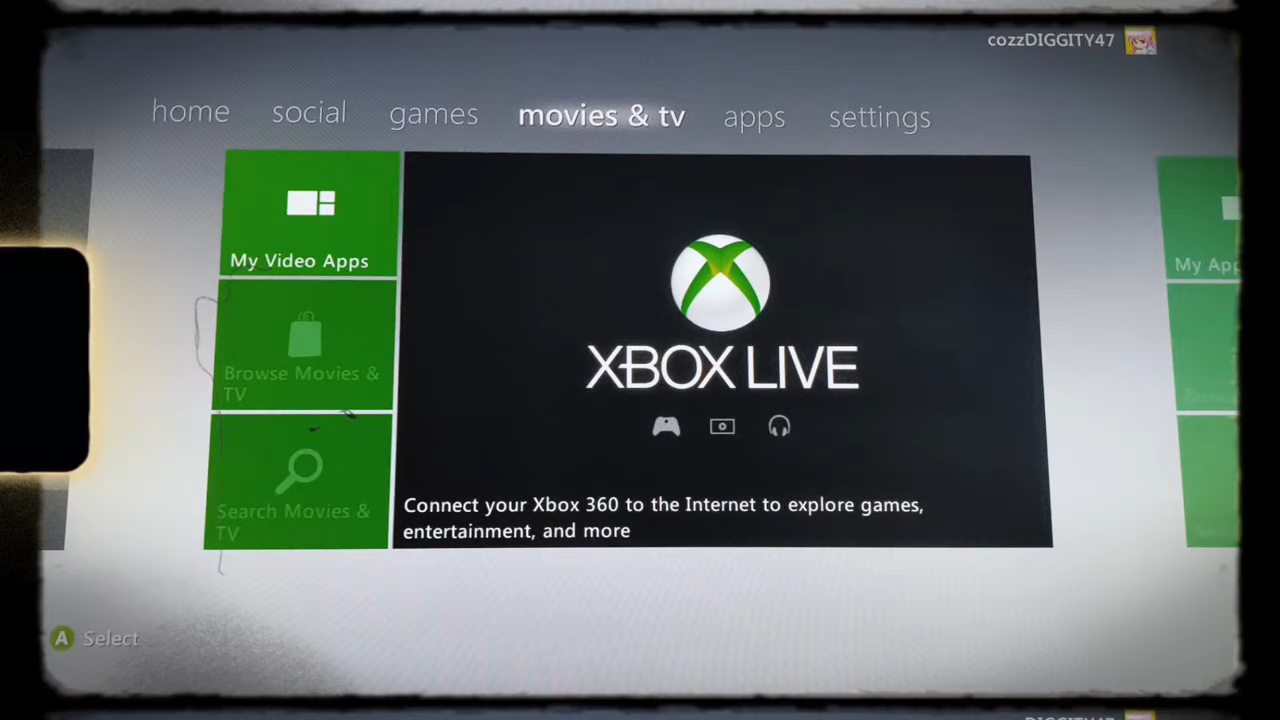 cozzDIGGITY47
home social games movies & tv apps settings
My Video Apps
Browse Movies &
TV
Search Movies &
TV
XBOX LIVE
Connect your Xbox 360 to the Internet to explore games,
entertainment, and more
My App
A Select
DIGGITY47